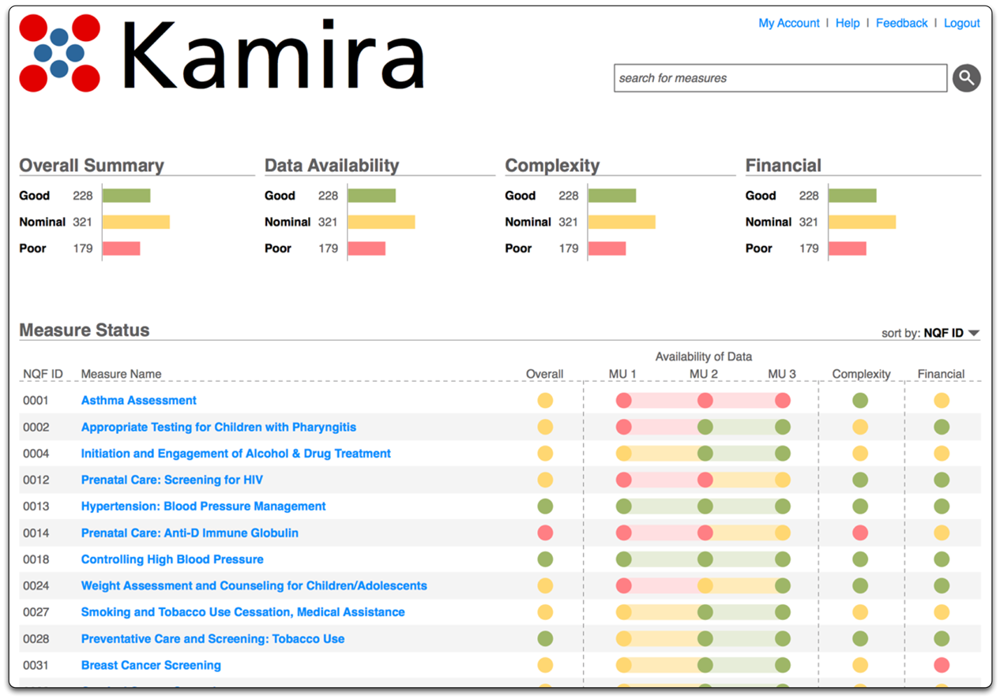 Kamira
My Account | Help | Feedback | Logout
search for measures
Overall Summary
Good 228
Nominal 321
Poor 179
Data Availability
Good 228
Nominal 321
Poor 179
Complexity
Good 228
Nominal 321
Poor 179
Financial
Good 228
Nominal 321
Poor 179
Measure Status
sort by: NQF ID
Availability of Data
NQF ID Measure Name Overall MU 1 MU 2 MU 3 Complexity Financial
0001 Asthma Assessment
0002 Appropriate Testing for Children with Pharyngitis
0004 Initiation and Engagement of Alcohol & Drug Treatment
0012 Prenatal Care: Screening for HIV
0013 Hypertension: Blood Pressure Management
0014 Prenatal Care: Anti-D Immune Globulin
0018 Controlling High Blood Pressure
0024 Weight Assessment and Counseling for Children/Adolescents
0027 Smoking and Tobacco Use Cessation, Medical Assistance
0028 Preventative Care and Screening: Tobacco Use
0031 Breast Cancer Screening